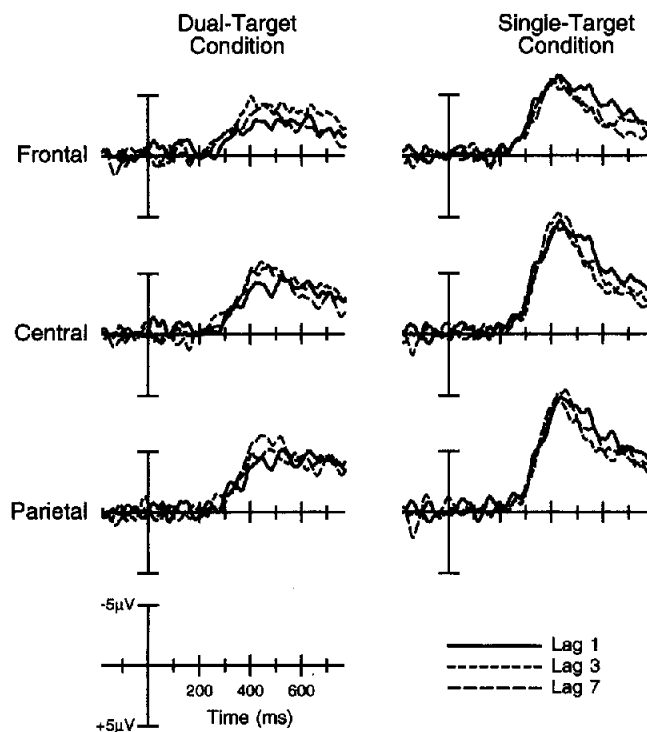 Dual-Target
Condition
Single-Target
Condition
Frontal
Central
Parietal
-5µV
200 400 600
Time (ms)
+5µV
Lag 1
Lag 3
Lag 7